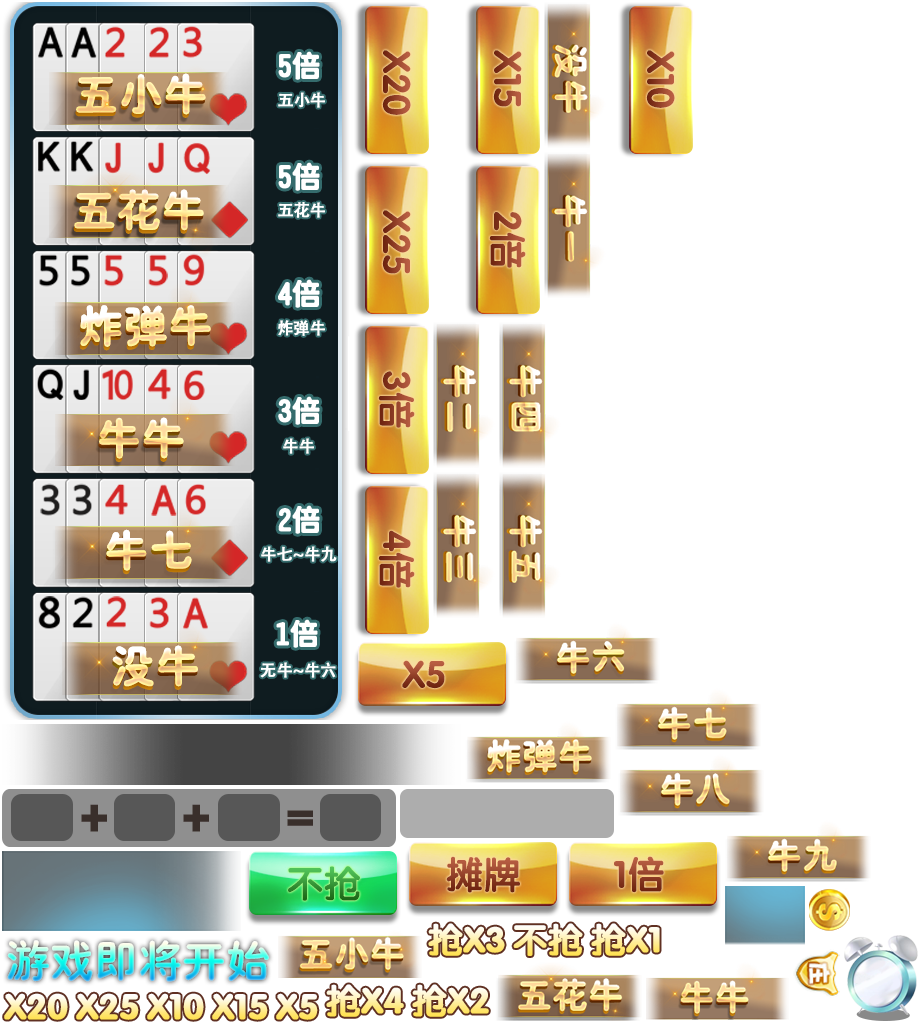 A A 2 2 3
五小牛
5倍
五小牛
K K J J Q
五花牛
5倍
五花牛
5 5 5 5 9
炸弹牛
4倍
炸弹牛
Q J 10 4 6
牛牛
3倍
牛牛
3 3 4 A 6
牛七
2倍
牛七~牛九
8 2 2 3 A
没牛
1倍
无牛~牛六
X20
X15
没牛
X10
X25
2倍
牛一
3倍
牛二
牛四
4倍
牛三
牛五
X5
牛六
牛七
炸弹牛
牛八
+ + =
牛九
不抢
摊牌
1倍
$
游戏即将开始
五小牛
抢X3 不抢 抢X1
庄
X20 X25 X10 X15 X5 抢X4 抢X2
五花牛
牛牛